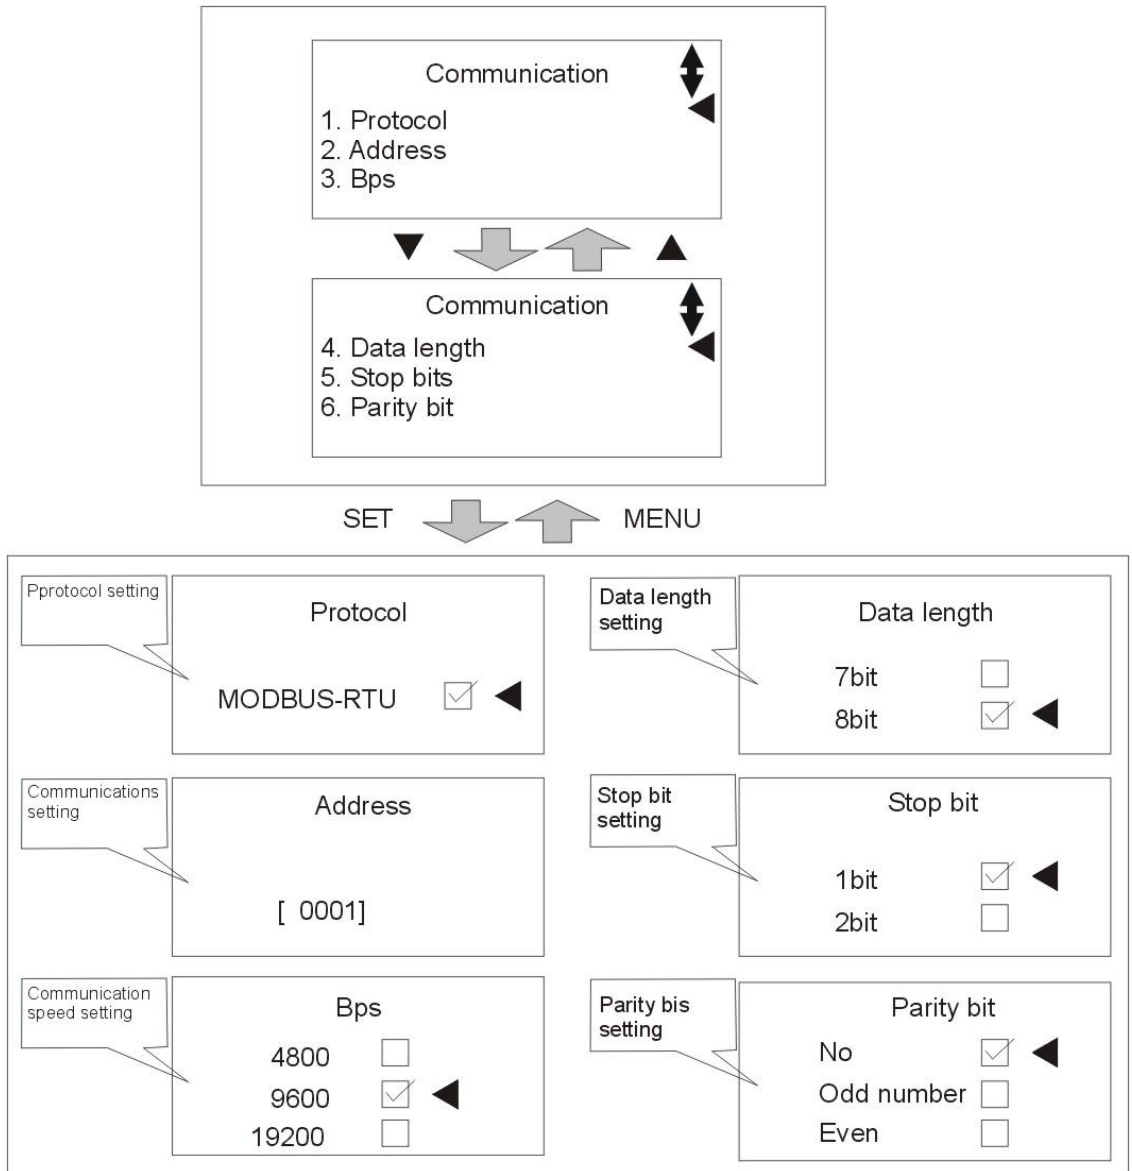 Communication
1. Protocol
2. Address
3. Bps
Communication
4. Data length
5. Stop bits
6. Parity bit
SET
MENU
Pprotocol setting
Protocol
MODBUS-RTU
Communications
setting
Address
[ 0001]
Communication
speed setting
Bps
4800
9600
19200
Data length
setting
Data length
7bit
8bit
Stop bit
setting
Stop bit
1bit
2bit
Parity bis
setting
Parity bit
No
Odd number
Even